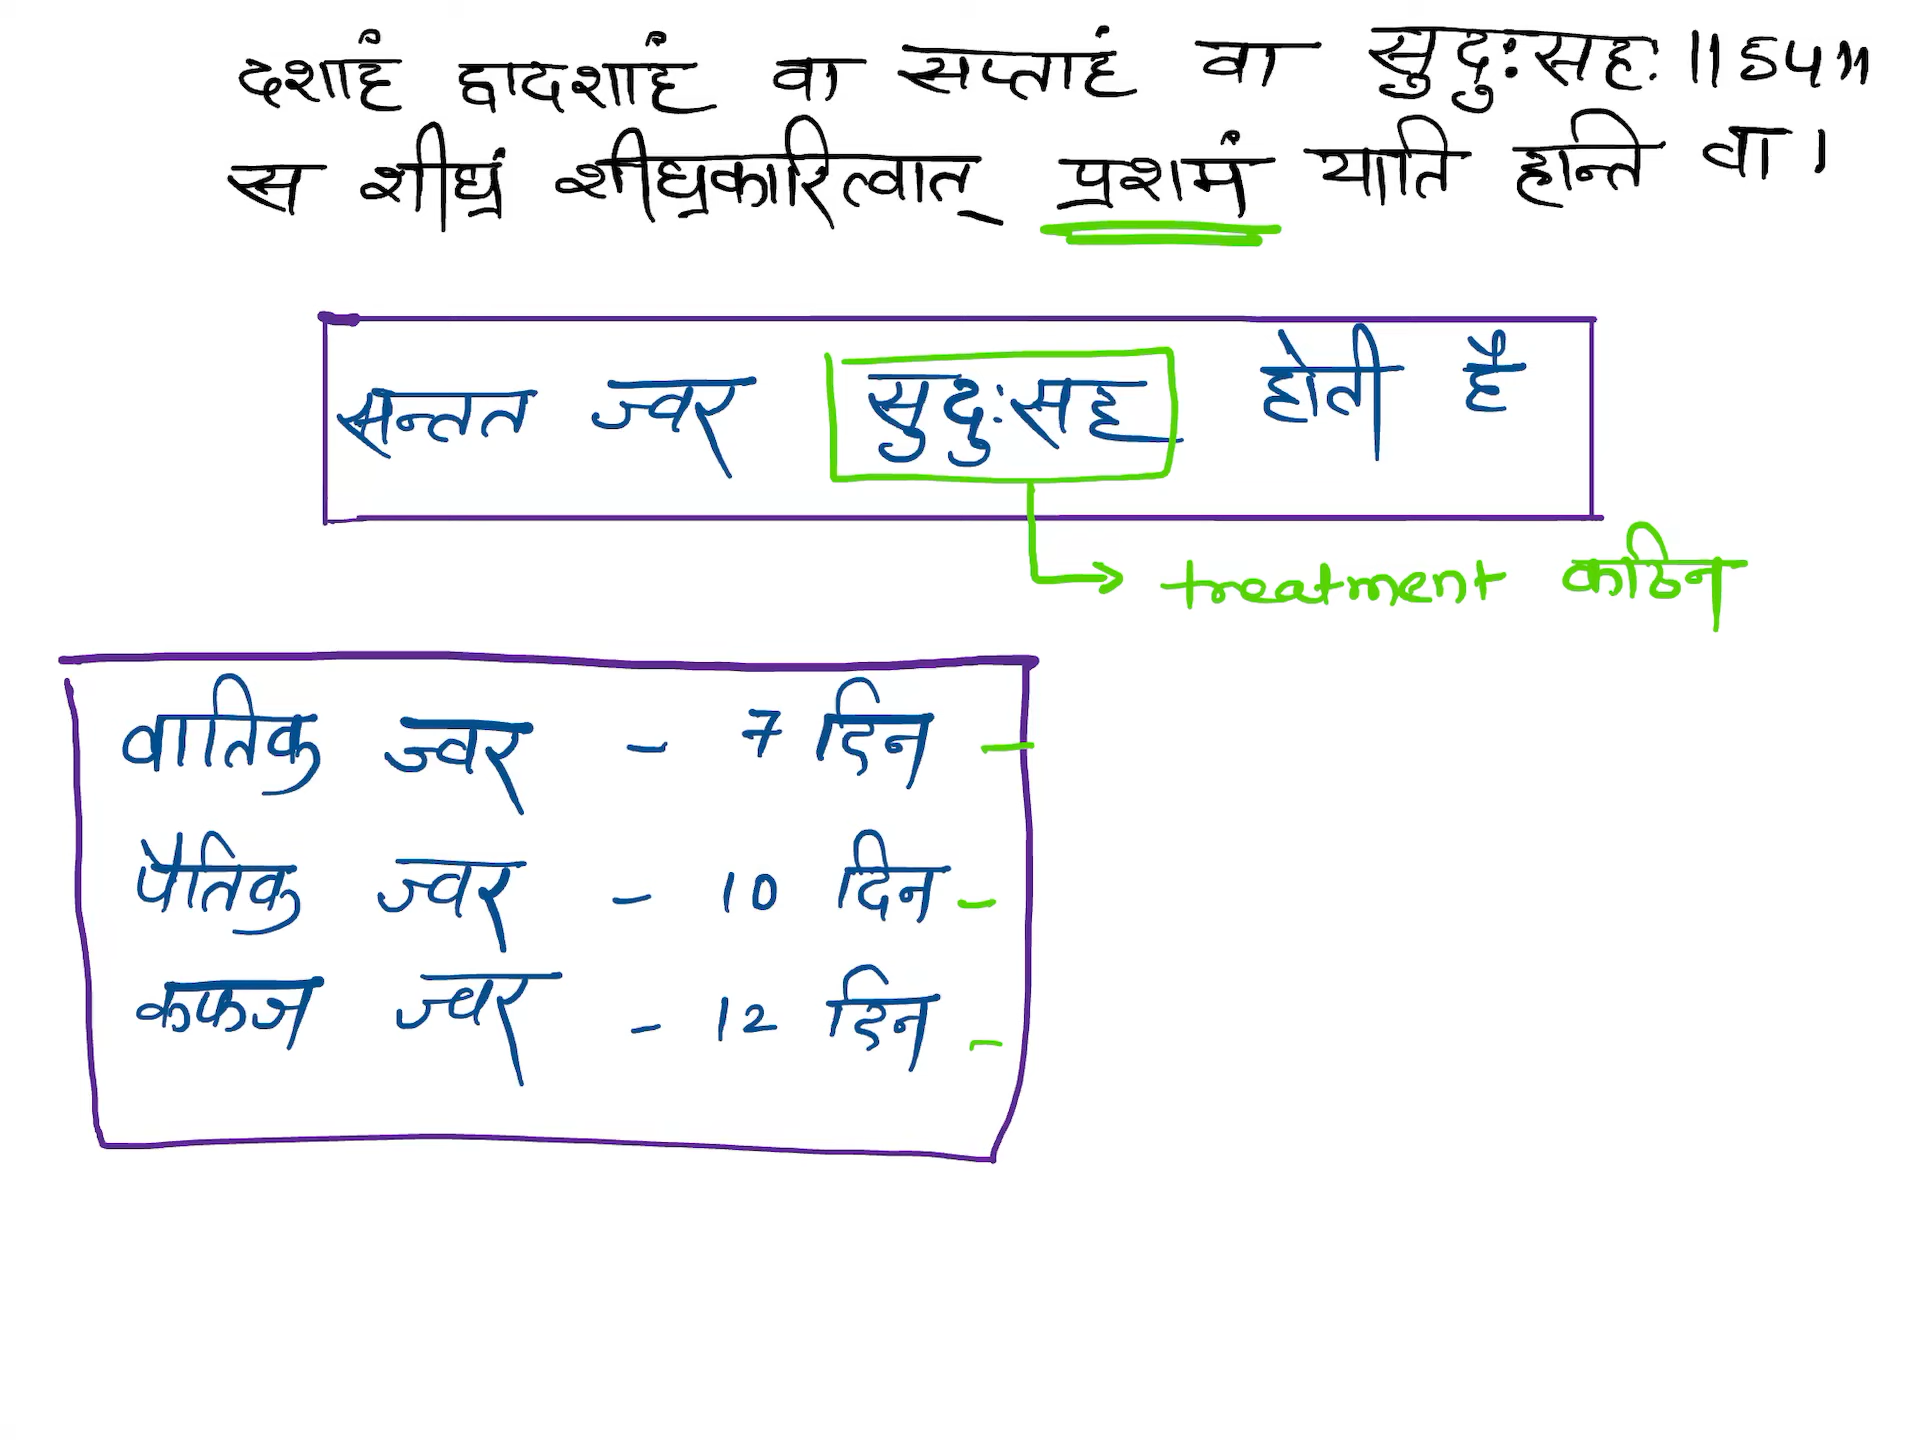 दशाहं द्वादशाहं वा सप्ताहं वा सुदुःसहः ॥54॥
स शीघ्रं शीघ्रकारित्वात् प्रशमं याति हन्ति वा ।
सन्तत ज्वर सुदुःसह होती है
treatment कठिन
वातिक ज्वर - 7 दिन -
पैतिक ज्वर - 10 दिन -
कफज ज्वर - 12 दिन -